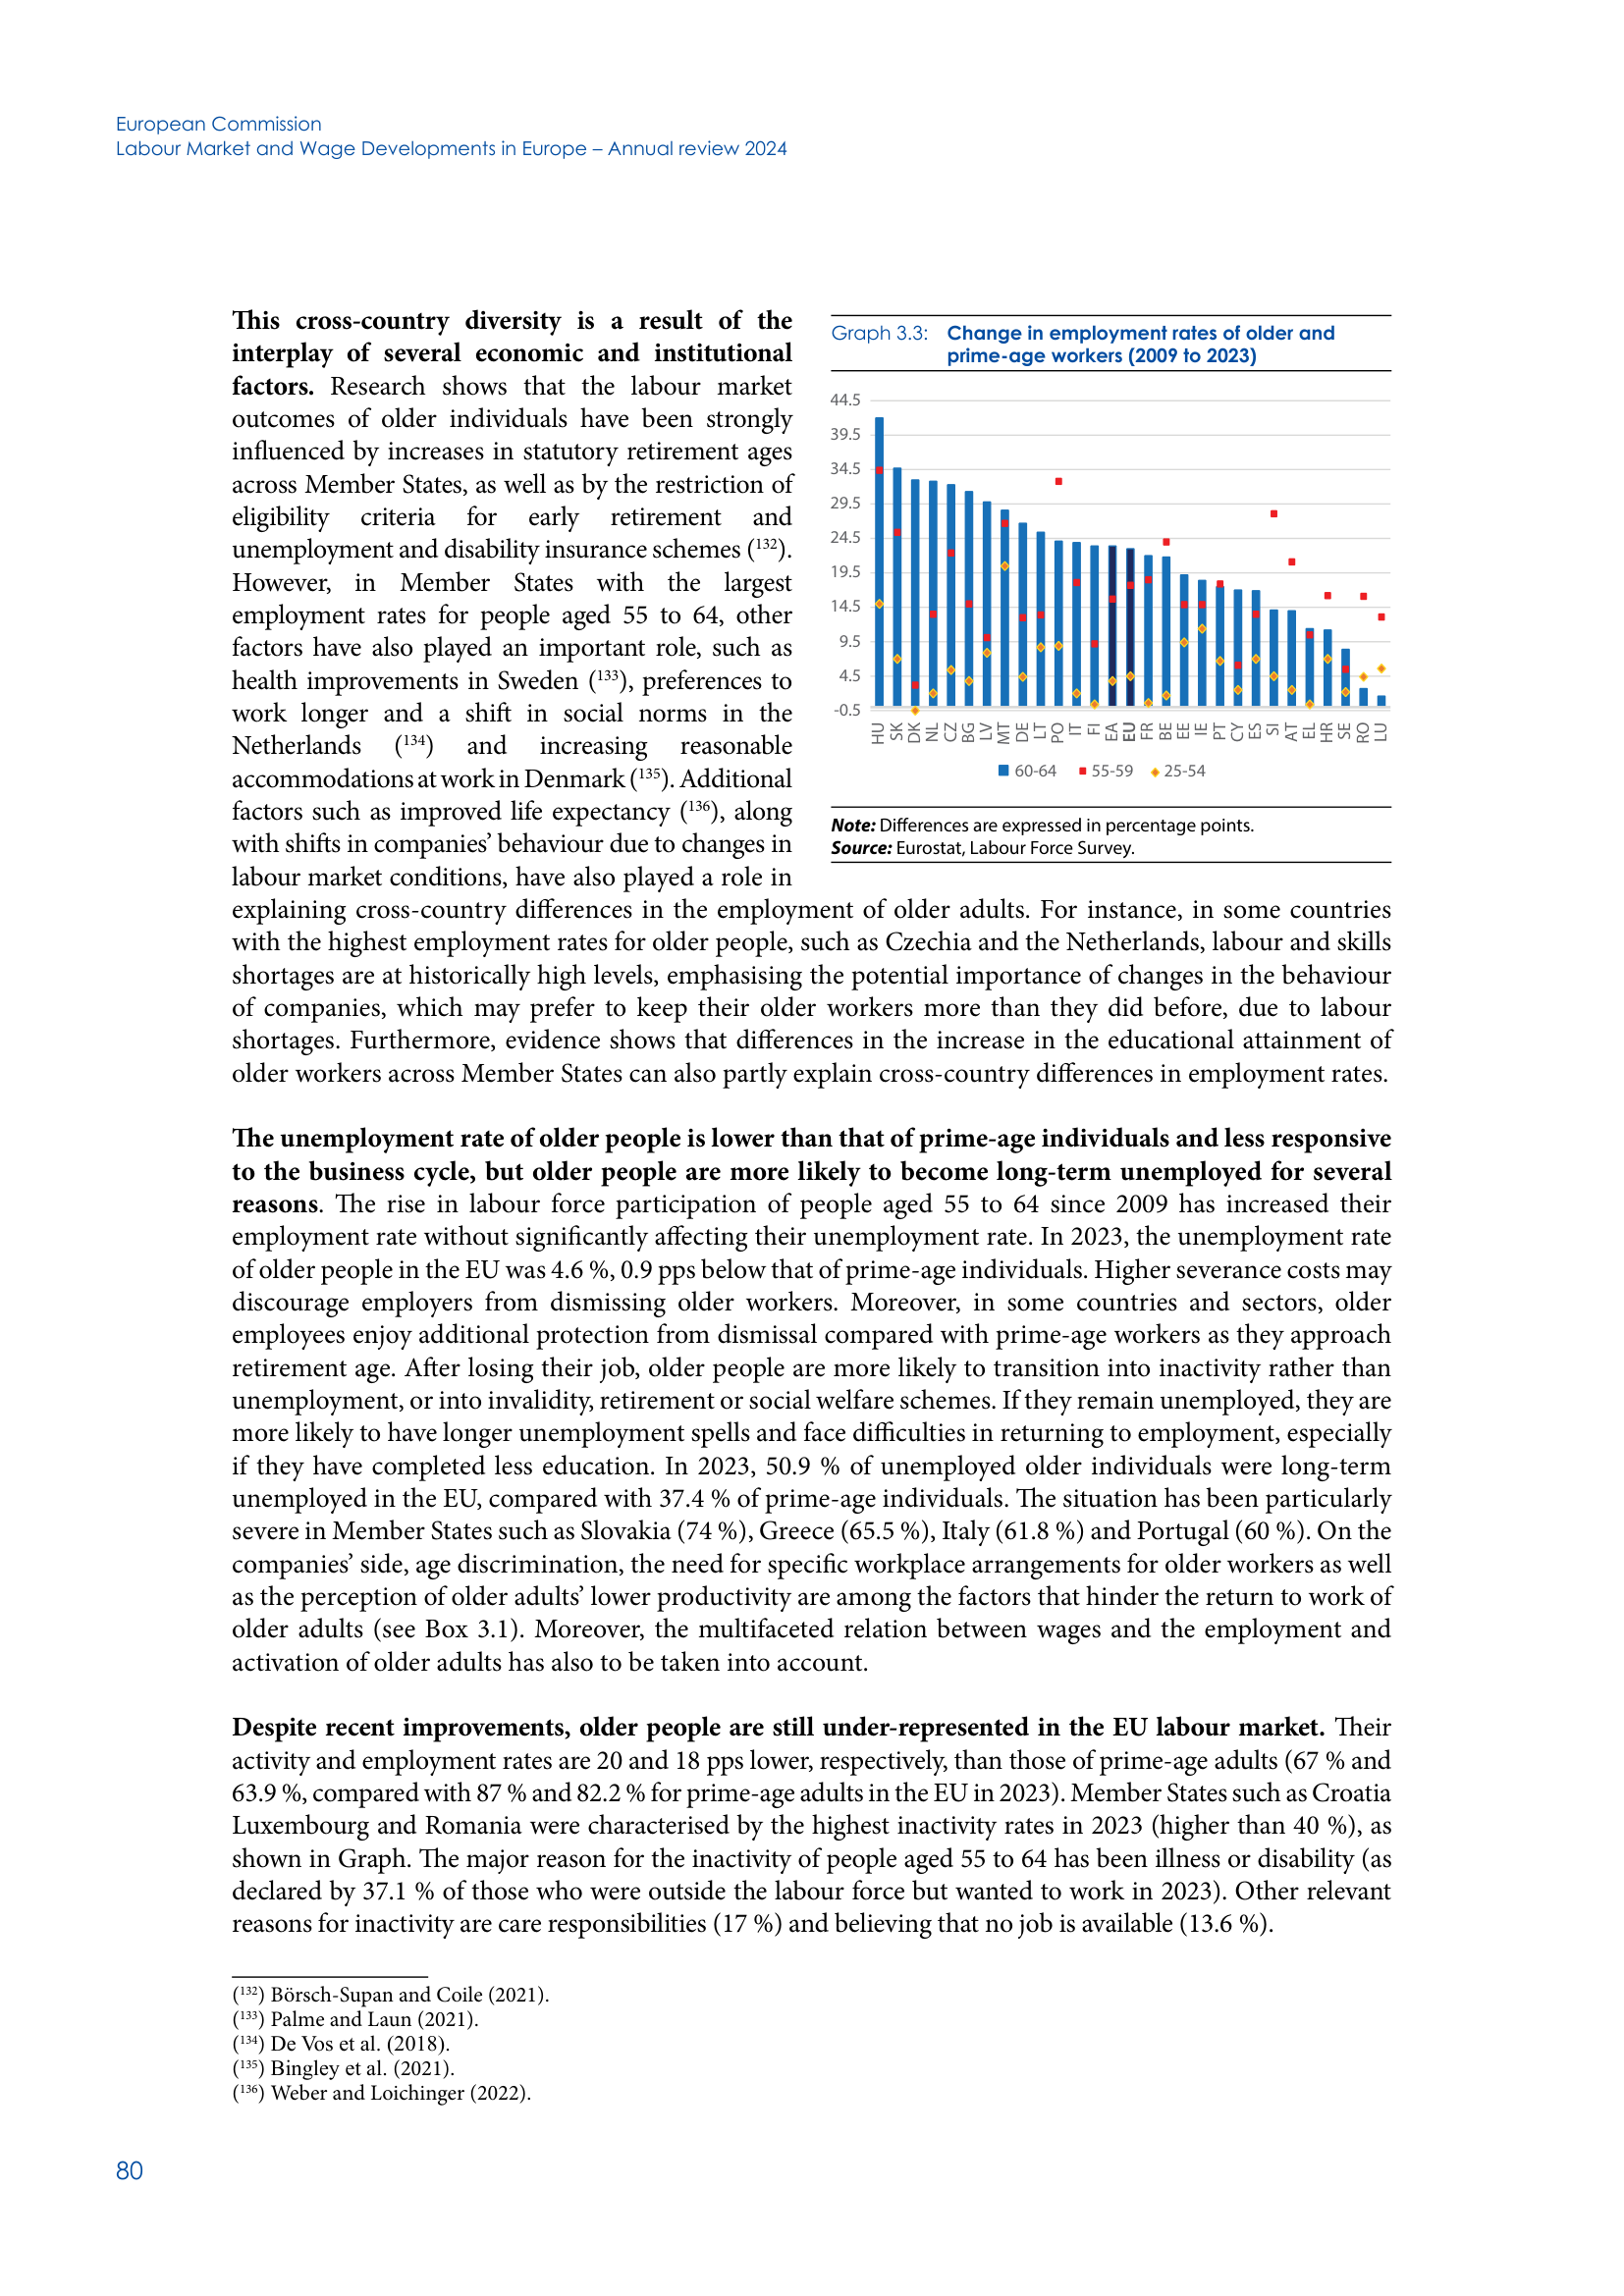 European Commission
Labour Market and Wage Developments in Europe – Annual review 2024
This cross-country diversity is a result of the
interplay of several economic and institutional
factors. Research shows that the labour market
outcomes of older individuals have been strongly
influenced by increases in statutory retirement ages
across Member States, as well as by the restriction of
eligibility criteria for early retirement and
unemployment and disability insurance schemes (132).
However, in Member States with the largest
employment rates for people aged 55 to 64, other
factors have also played an important role, such as
health improvements in Sweden (133), preferences to
work longer and a shift in social norms in the
Netherlands (134) and increasing reasonable
accommodations at work in Denmark (135). Additional
factors such as improved life expectancy (136), along
with shifts in companies’ behaviour due to changes in
labour market conditions, have also played a role in
Graph 3.3: Change in employment rates of older and
prime-age workers (2009 to 2023)
44.5
39.5
34.5
29.5
24.5
19.5
14.5
9.5
4.5
-0.5
HU SK DK NL CZ BG LV MT DE LT PO IT FI EA EU FR BE EE IE PT CY ES SI AT EL HR SE RO LU
60-64 55-59 25-54
Note: Differences are expressed in percentage points.
Source: Eurostat, Labour Force Survey.
explaining cross-country differences in the employment of older adults. For instance, in some countries
with the highest employment rates for older people, such as Czechia and the Netherlands, labour and skills
shortages are at historically high levels, emphasising the potential importance of changes in the behaviour
of companies, which may prefer to keep their older workers more than they did before, due to labour
shortages. Furthermore, evidence shows that differences in the increase in the educational attainment of
older workers across Member States can also partly explain cross-country differences in employment rates.
The unemployment rate of older people is lower than that of prime-age individuals and less responsive
to the business cycle, but older people are more likely to become long-term unemployed for several
reasons. The rise in labour force participation of people aged 55 to 64 since 2009 has increased their
employment rate without significantly affecting their unemployment rate. In 2023, the unemployment rate
of older people in the EU was 4.6 %, 0.9 pps below that of prime-age individuals. Higher severance costs may
discourage employers from dismissing older workers. Moreover, in some countries and sectors, older
employees enjoy additional protection from dismissal compared with prime-age workers as they approach
retirement age. After losing their job, older people are more likely to transition into inactivity rather than
unemployment, or into invalidity, retirement or social welfare schemes. If they remain unemployed, they are
more likely to have longer unemployment spells and face difficulties in returning to employment, especially
if they have completed less education. In 2023, 50.9 % of unemployed older individuals were long-term
unemployed in the EU, compared with 37.4 % of prime-age individuals. The situation has been particularly
severe in Member States such as Slovakia (74 %), Greece (65.5 %), Italy (61.8 %) and Portugal (60 %). On the
companies’ side, age discrimination, the need for specific workplace arrangements for older workers as well
as the perception of older adults’ lower productivity are among the factors that hinder the return to work of
older adults (see Box 3.1). Moreover, the multifaceted relation between wages and the employment and
activation of older adults has also to be taken into account.
Despite recent improvements, older people are still under-represented in the EU labour market. Their
activity and employment rates are 20 and 18 pps lower, respectively, than those of prime-age adults (67 % and
63.9 %, compared with 87 % and 82.2 % for prime-age adults in the EU in 2023). Member States such as Croatia
Luxembourg and Romania were characterised by the highest inactivity rates in 2023 (higher than 40 %), as
shown in Graph. The major reason for the inactivity of people aged 55 to 64 has been illness or disability (as
declared by 37.1 % of those who were outside the labour force but wanted to work in 2023). Other relevant
reasons for inactivity are care responsibilities (17 %) and believing that no job is available (13.6 %).
(132) Börsch-Supan and Coile (2021).
(133) Palme and Laun (2021).
(134) De Vos et al. (2018).
(135) Bingley et al. (2021).
(136) Weber and Loichinger (2022).
80